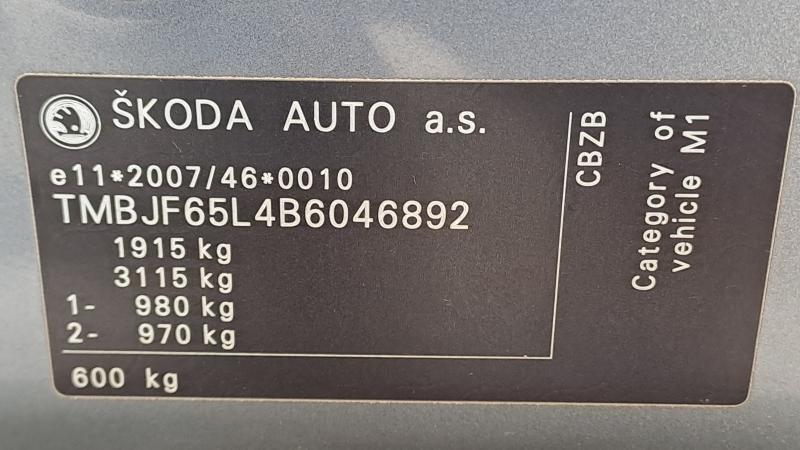 ŠKODA AUTO a.s.
e11*2007/46*0010
TMBJF65L4B6046892
1915 kg
3115 kg
1- 980 kg
2- 970 kg
600 kg
CBZB
Category of
vehicle M1